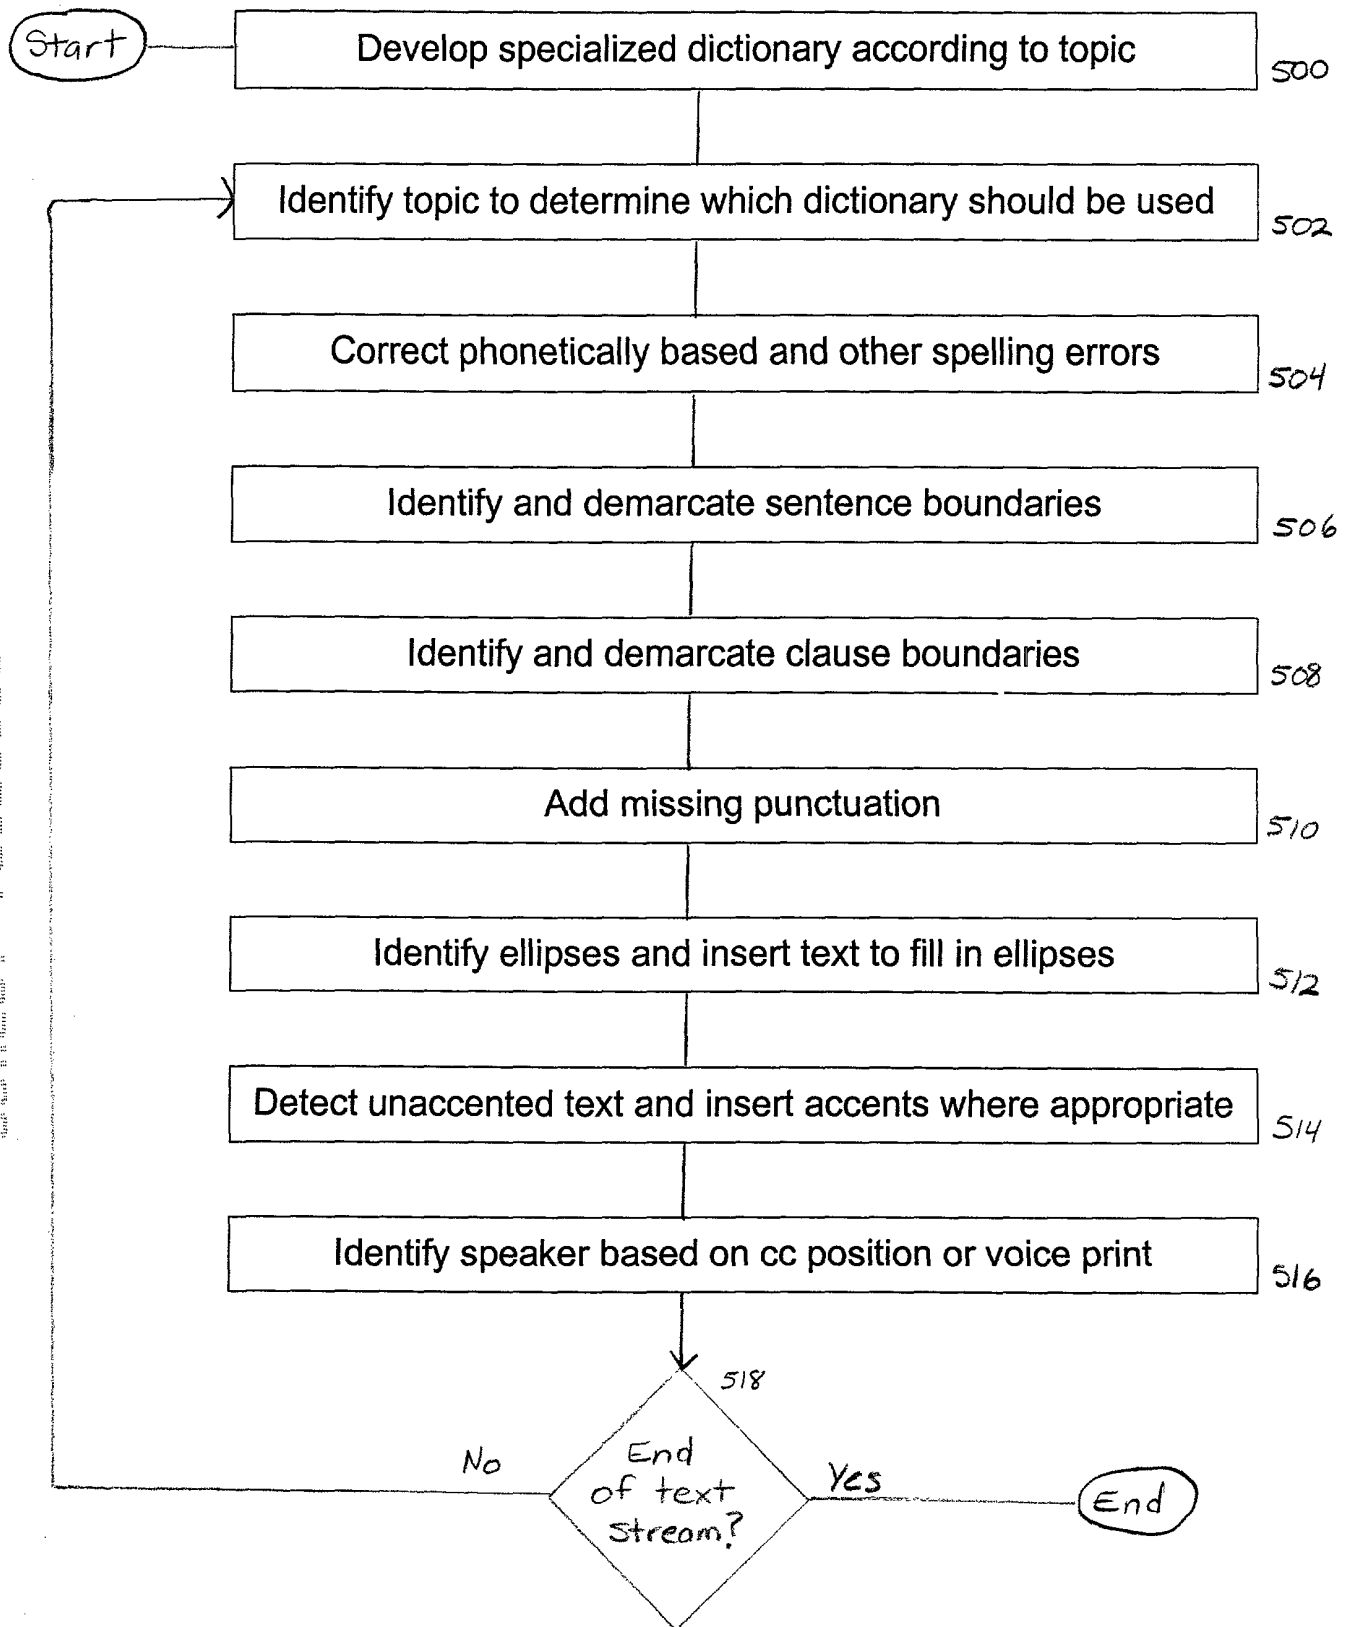 Start
Develop specialized dictionary according to topic
500
Identify topic to determine which dictionary should be used
502
Correct phonetically based and other spelling errors
504
Identify and demarcate sentence boundaries
506
Identify and demarcate clause boundaries
508
Add missing punctuation
510
Identify ellipses and insert text to fill in ellipses
512
Detect unaccented text and insert accents where appropriate
514
Identify speaker based on cc position or voice print
516
518
No
End
of text
stream?
Yes
End